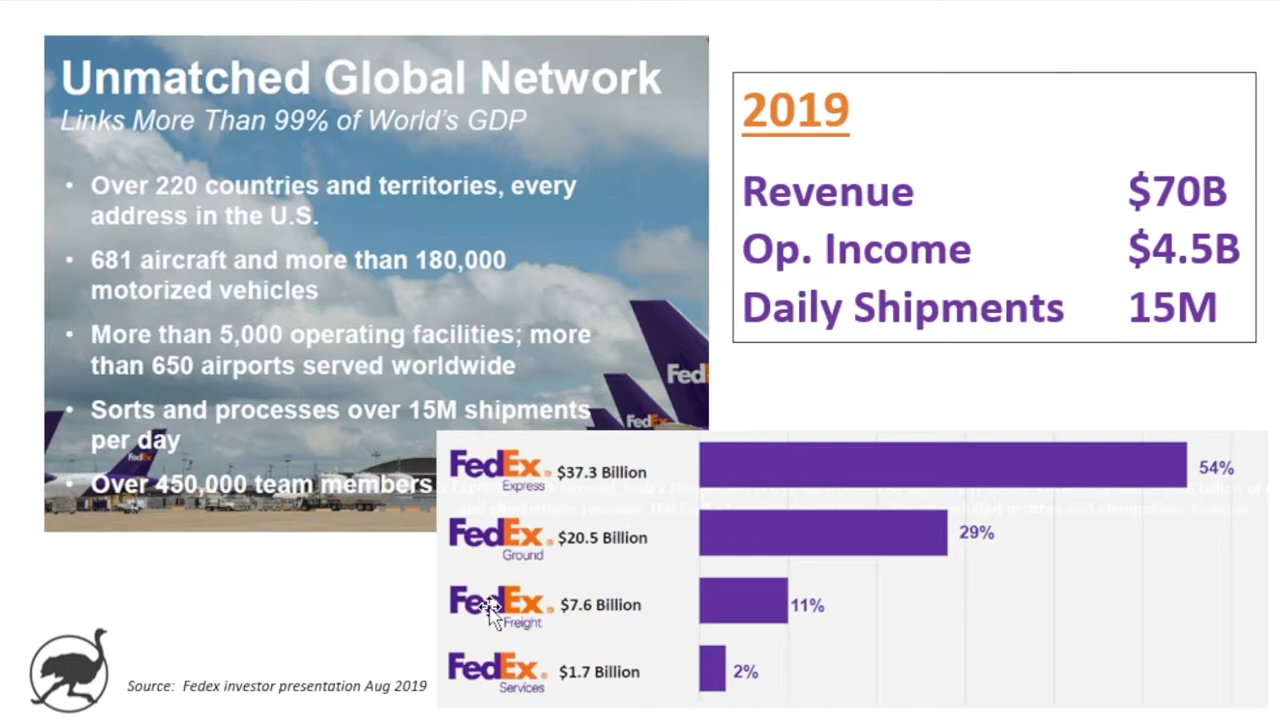 Unmatched Global Network
Links More Than 99% of World's GDP
• Over 220 countries and territories, every
address in the U.S.
• 681 aircraft and more than 180,000
motorized vehicles
• More than 5,000 operating facilities; more
than 650 airports served worldwide
• Sorts and processes over 15M shipments
per day
• Over 450,000 team members
FedEx
FedEx
FedEx
2019
Revenue $70B
Op. Income $4.5B
Daily Shipments 15M
FedEx® Express $37.3 Billion 54%
FedEx® Ground $20.5 Billion 29%
FedEx® Freight $7.6 Billion 11%
FedEx® Services $1.7 Billion 2%
Source: Fedex investor presentation Aug 2019